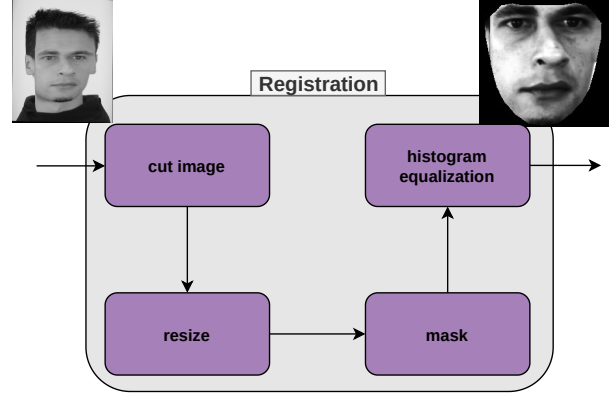 Registration
cut image
histogram
equalization
resize
mask